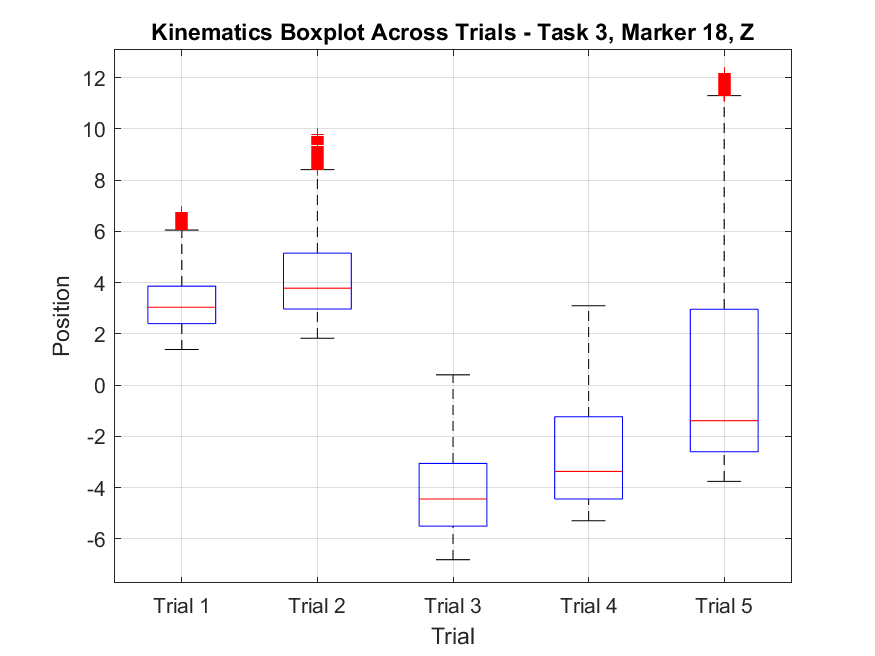 Kinematics Boxplot Across Trials - Task 3, Marker 18, Z
12
10
8
6
4
2
0
-2
-4
-6
Position
Trial 1 Trial 2 Trial 3 Trial 4 Trial 5
Trial